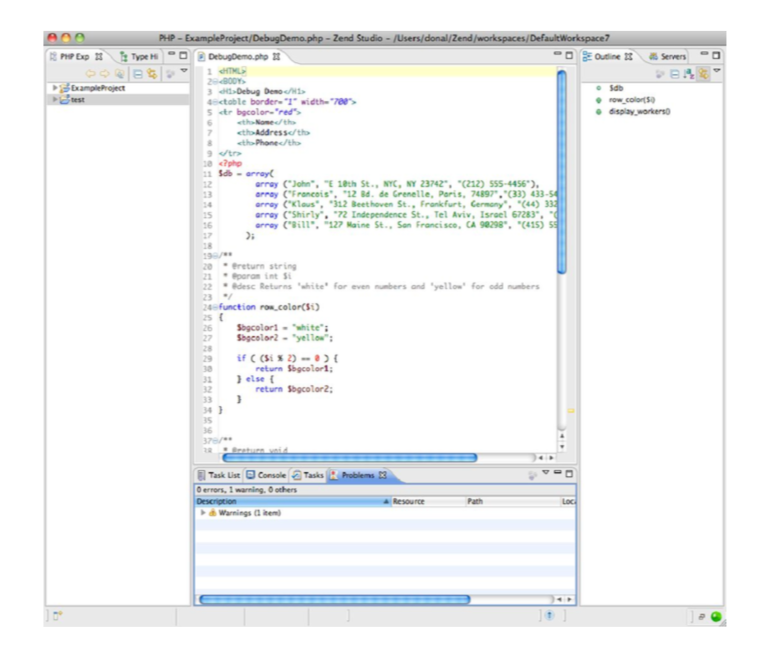 PHP – ExampleProject/DebugDemo.php – Zend Studio – /Users/donal/Zend/workspaces/DefaultWorkspace7
PHP Exp
Type Hi
ExampleProject
test
DebugDemo.php
1 <HTML>
2 <BODY>
3 <H1>Debug Demo</H1>
4 <table border="1" width="700">
5 <tr bgcolor="red">
6 <th>Name</th>
7 <th>Address</th>
8 <th>Phone</th>
9 </tr>
10 <?php
11 $db = array(
12 array ("John", "E 10th St., NYC, NY 23742", "(212) 555-4456"),
13 array ("Francois", "12 Bd. de Grenelle, Paris, 74897","(33) 433-54
14 array ("Klaus", "312 Beethoven St., Frankfurt, Germany", "(44) 332
15 array ("Shirly", "72 Independence St., Tel Aviv, Israel 67283", "(
16 array ("Bill", "127 Maine St., San Francisco, CA 90298", "(415) 55
17 );
18
19 /**
20 * @return string
21 * @param int $i
22 * @desc Returns 'white' for even numbers and 'yellow' for odd numbers
23 */
24 function row_color($i)
25 {
26 $bgcolor1 = "white";
27 $bgcolor2 = "yellow";
28
29 if ( ($i % 2) == 0 ) {
30 return $bgcolor1;
31 } else {
32 return $bgcolor2;
33 }
34 }
35
36
37 /**
38 * @return void
Outline
Servers
$db
row_color($i)
display_workers()
Task List
Console
Tasks
Problems
0 errors, 1 warning, 0 others
Description
Resource
Path
Loc
Warnings (1 item)